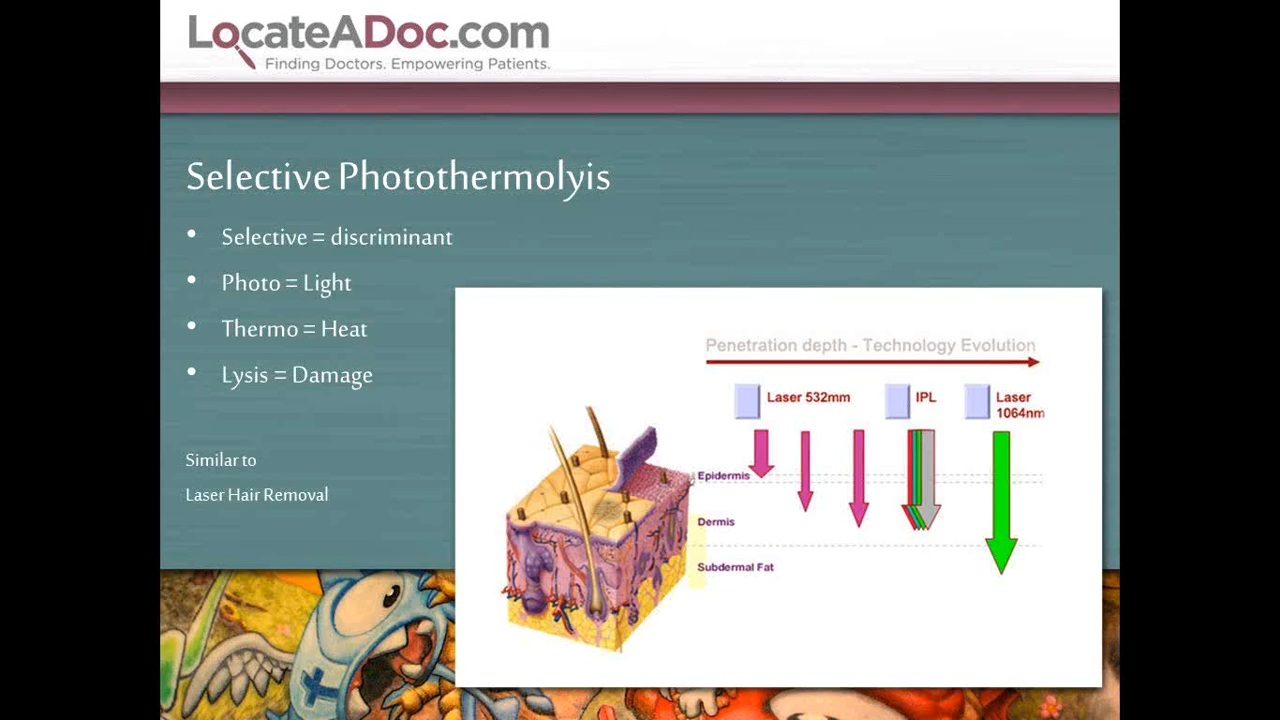 LocateADoc.com
Finding Doctors. Empowering Patients.
Selective Photothermolyis
• Selective = discriminant
• Photo = Light
• Thermo = Heat
• Lysis = Damage
Similar to
Laser Hair Removal
Penetration depth - Technology Evolution
Laser 532mm
IPL
Laser
1064nm
Epidermis
Dermis
Subdermal Fat